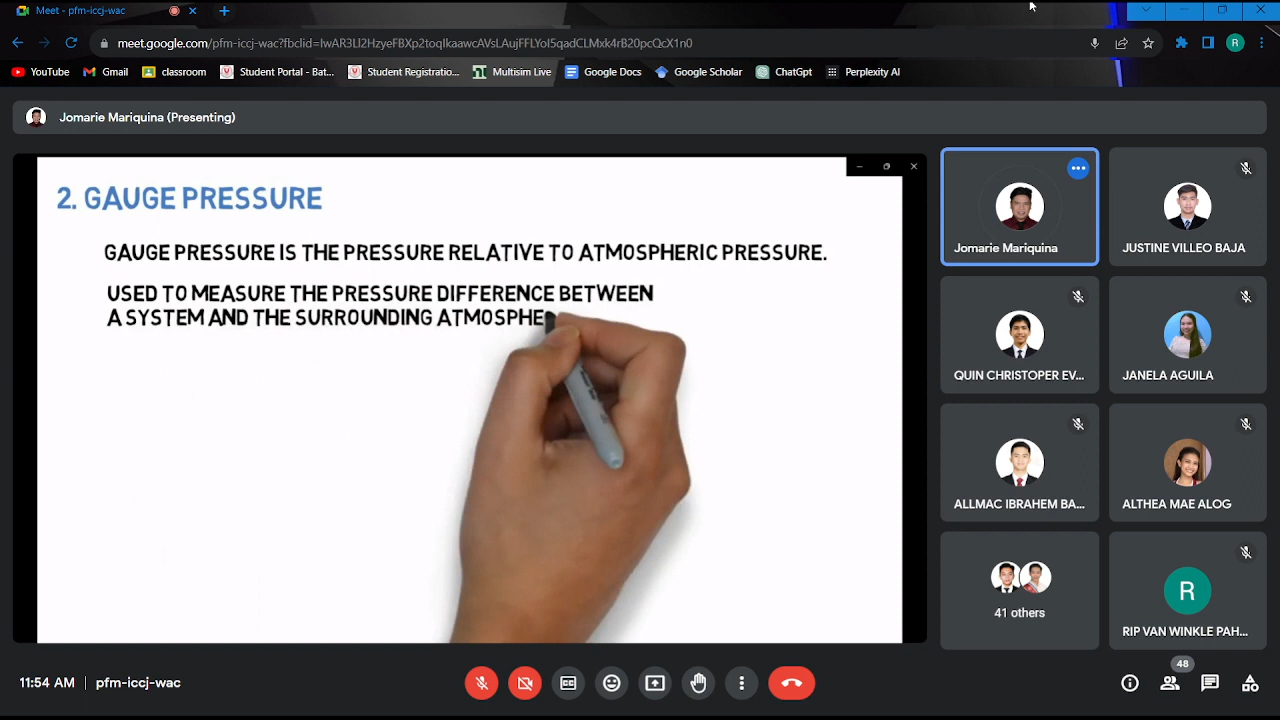 Meet - pfm-iccj-wac
meet.google.com/pfm-iccj-wac?fbclid=IwAR3Ll2HzyeFBXp2toqIkaawcAVsLAujFFLYoI5qadCLMxk4rB20pcQcX1n0
R
YouTube
Gmail
classroom
Student Portal - Bat...
Student Registratio...
Multisim Live
Google Docs
Google Scholar
ChatGpt
Perplexity AI
Jomarie Mariquina (Presenting)
2. GAUGE PRESSURE
GAUGE PRESSURE IS THE PRESSURE RELATIVE TO ATMOSPHERIC PRESSURE.
USED TO MEASURE THE PRESSURE DIFFERENCE BETWEEN
A SYSTEM AND THE SURROUNDING ATMOSPHE
Jomarie Mariquina
JUSTINE VILLEO BAJA
QUIN CHRISTOPER EV...
JANELA AGUILA
ALLMAC IBRAHEM BA...
ALTHEA MAE ALOG
41 others
R
RIP VAN WINKLE PAH...
11:54 AM | pfm-iccj-wac
48